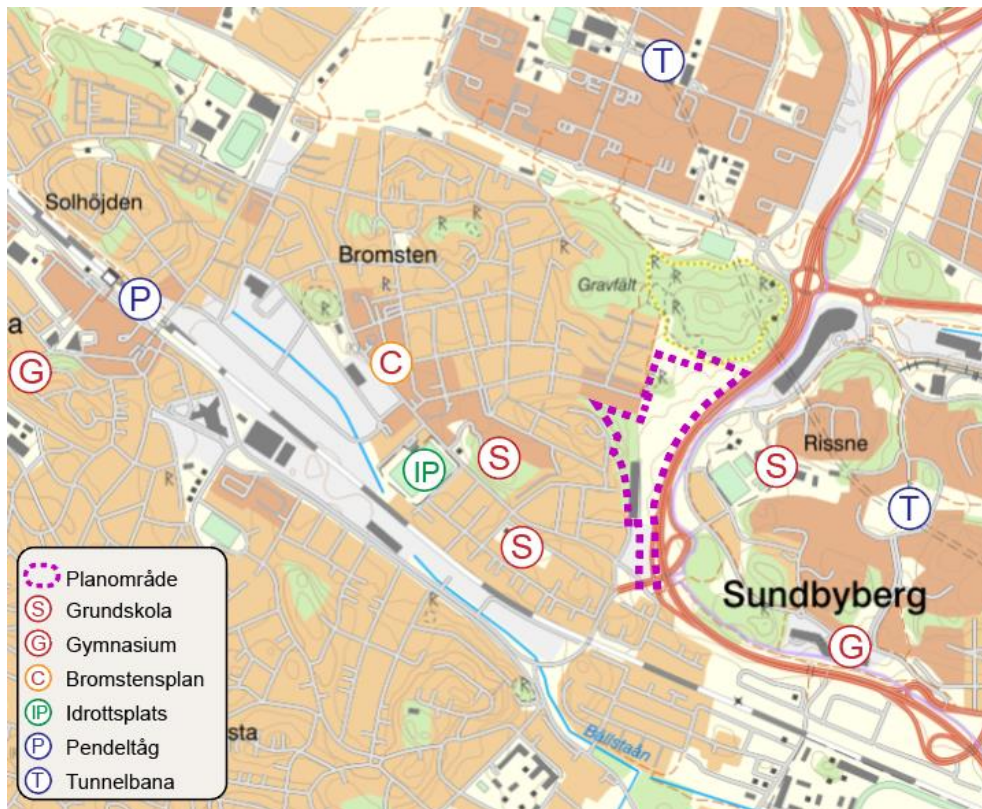 T
Solhöjden
R
R
Bromsten
R
R
R
R
Gravfält
R
R
P
a
G
C
R
Rissne
S
S
IP
R
T
S
Planområde
S Grundskola
G Gymnasium
C Bromstensplan
IP Idrottsplats
P Pendeltåg
T Tunnelbana
Sundbyberg
G
R
sta
Bällstaån